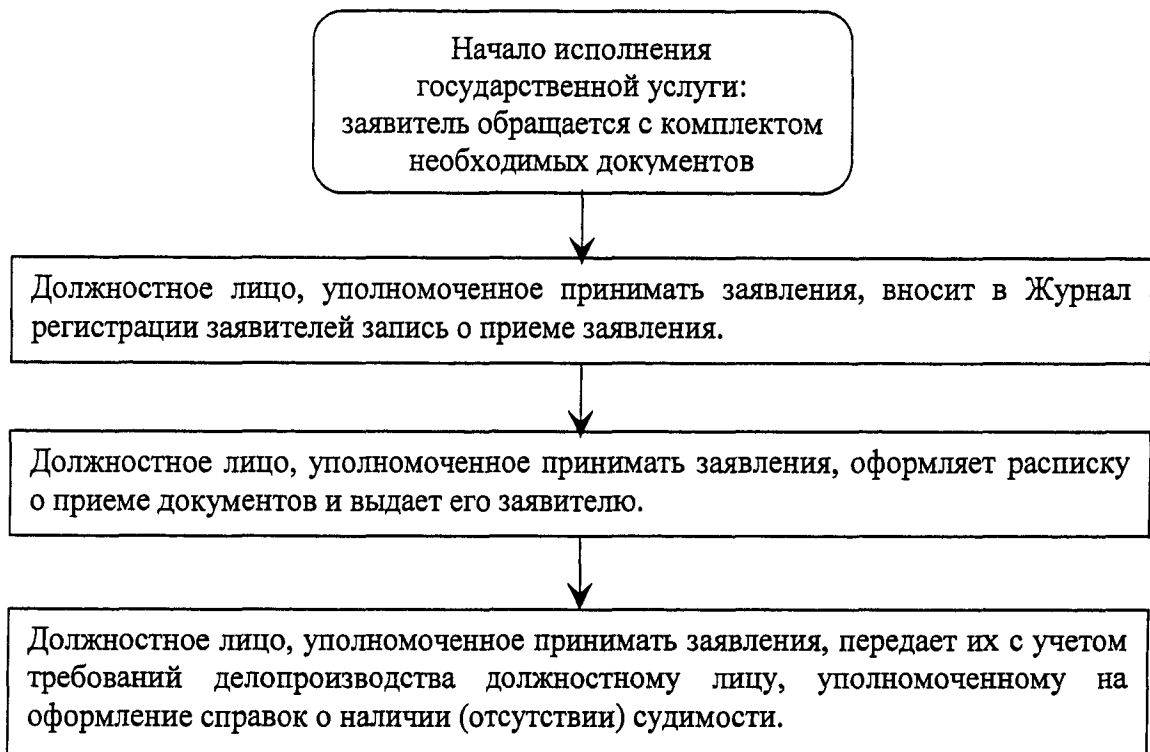 Начало исполнения
государственной услуги:
заявитель обращается с комплектом
необходимых документов
Должностное лицо, уполномоченное принимать заявления, вносит в Журнал
регистрации заявителей запись о приеме заявления.
Должностное лицо, уполномоченное принимать заявления, оформляет расписку
о приеме документов и выдает его заявителю.
Должностное лицо, уполномоченное принимать заявления, передает их с учетом
требований делопроизводства должностному лицу, уполномоченному на
оформление справок о наличии (отсутствии) судимости.